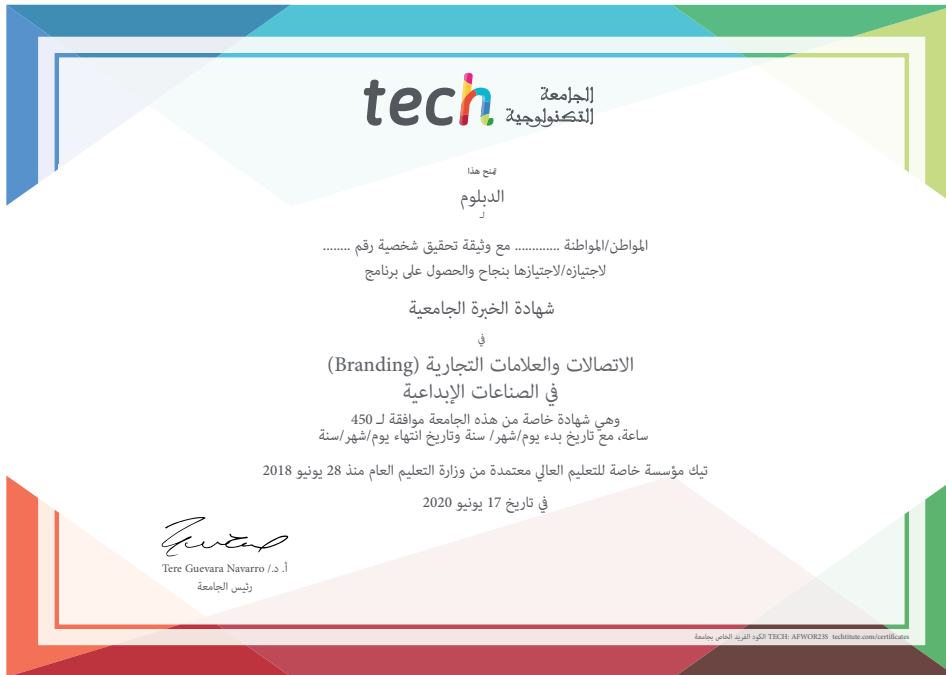 tech الجامعة
التكنولوجية
يمنح هذا
الدبلوم
لـ
المواطن/المواطنة ............ مع وثيقة تحقيق شخصية رقم ........
لاجتيازه/لاجتيازها بنجاح والحصول على برنامج
شهادة الخبرة الجامعية
في
الاتصالات والعلامات التجارية (Branding)
في الصناعات الإبداعية
وهي شهادة خاصة من هذه الجامعة موافقة لـ 450
ساعة، مع تاريخ بدء يوم/شهر/ سنة وتاريخ انتهاء يوم/شهر/سنة
تيك مؤسسة خاصة للتعليم العالي معتمدة من وزارة التعليم العام منذ 28 يونيو 2018
في تاريخ 17 يونيو 2020
أ. د./ Tere Guevara Navarro
رئيس الجامعة
الكود الفريد الخاص بجامعة TECH: AFWOR23S techtitute.com/certificates